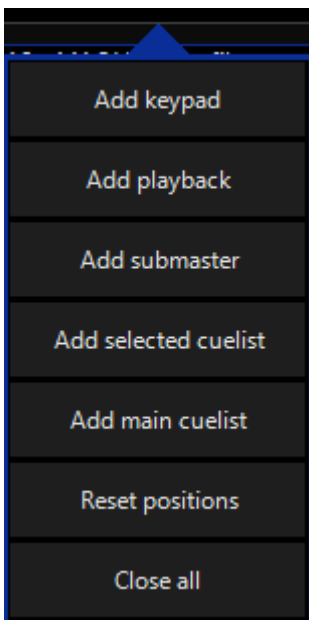 Add keypad
Add playback
Add submaster
Add selected cuelist
Add main cuelist
Reset positions
Close all